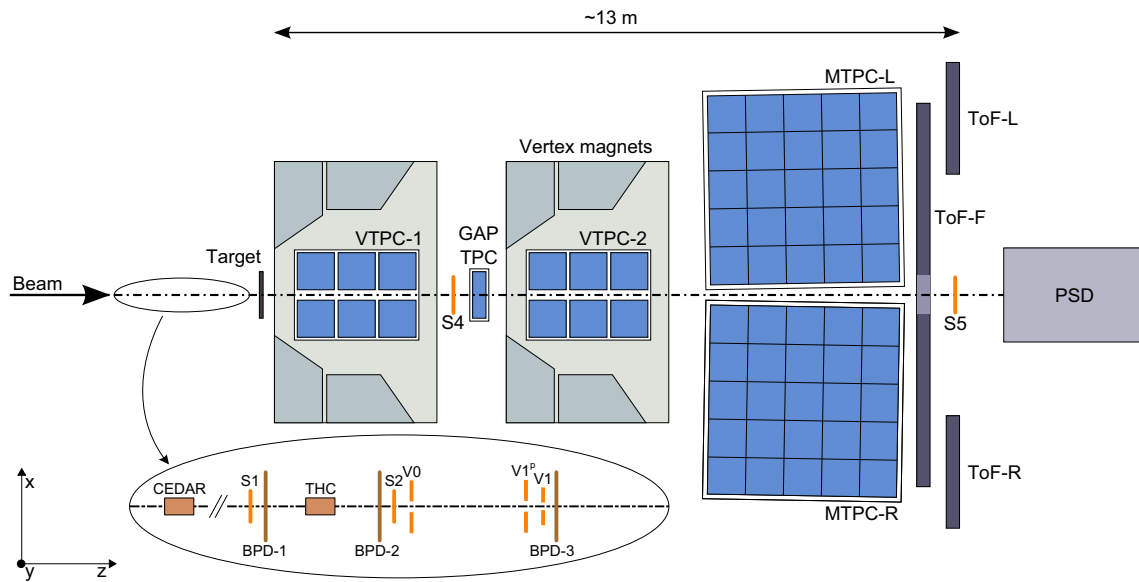 ~13 m
MTPC-L
ToF-L
Vertex magnets
ToF-F
VTPC-1
GAP
TPC
VTPC-2
Target
Beam
PSD
S4
S5
x
y
z
CEDAR
S1
THC
S2
V0
V1p
V1
BPD-1
BPD-2
BPD-3
ToF-R
MTPC-R